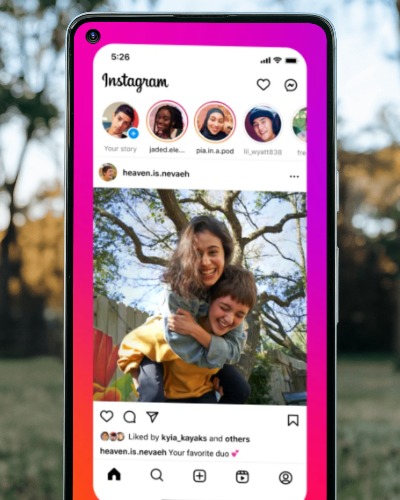 5:26
Instagram
Your story
jaded.ele...
pia.in.a.pod
lil_wyatt838
heaven.is.nevaeh
Liked by kyia_kayaks and others
heaven.is.nevaeh Your favorite duo 💕